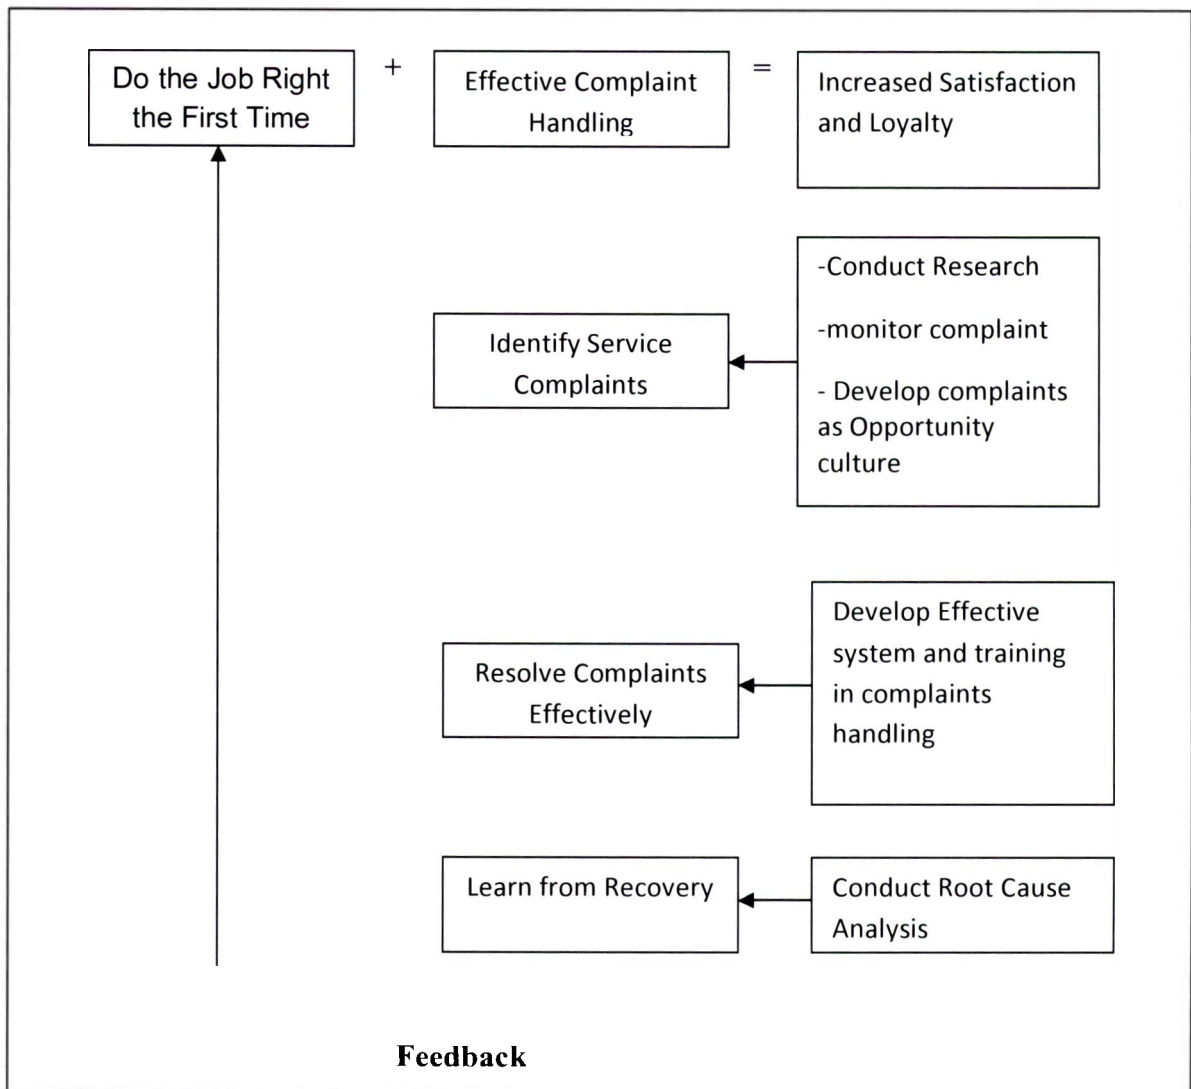 Do the Job Right
the First Time
+
Effective Complaint
Handling
=
Increased Satisfaction
and Loyalty
Identify Service
Complaints
-Conduct Research
-monitor complaint
- Develop complaints
as Opportunity
culture
Resolve Complaints
Effectively
Develop Effective
system and training
in complaints
handling
Learn from Recovery
Conduct Root Cause
Analysis
Feedback